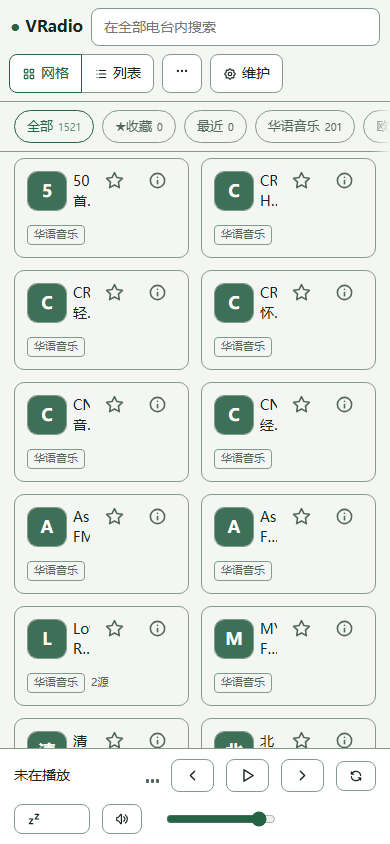 VRadio
在全部电台内搜索
网格
列表
...
维护
全部 1521
★收藏 0
最近 0
华语音乐 201
5
50
首.
华语音乐
C
CR
H..
华语音乐
C
CR
轻.
华语音乐
C
CR
怀.
华语音乐
C
CN
音.
华语音乐
C
CN
经.
华语音乐
A
As
FM
华语音乐
A
As
F...
华语音乐
L
Lo
R..
华语音乐 2源
M
MY
F...
华语音乐
清
北
未在播放
...
zz